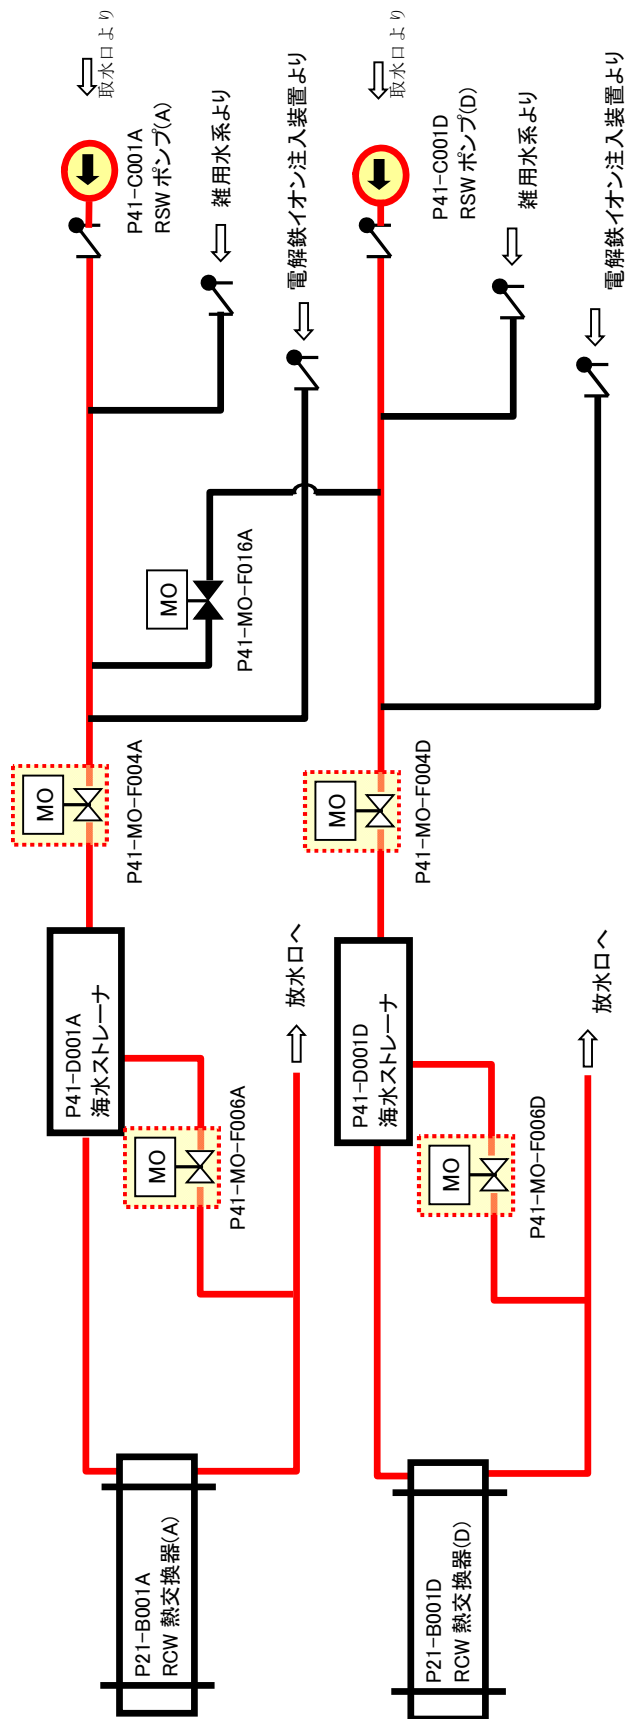 取水口より
P41-C001A
RSW ポンプ(A)
雑用水系より
電解鉄イオン注入装置より
MO
P41-MO-F016A
MO
P41-MO-F004A
P41-D001A
海水ストレーナ
MO
P41-MO-F006A
放水口へ
P21-B001A
RCW 熱交換器(A)
取水口より
P41-C001D
RSW ポンプ(D)
雑用水系より
電解鉄イオン注入装置より
MO
P41-MO-F004D
P41-D001D
海水ストレーナ
MO
P41-MO-F006D
放水口へ
P21-B001D
RCW 熱交換器(D)